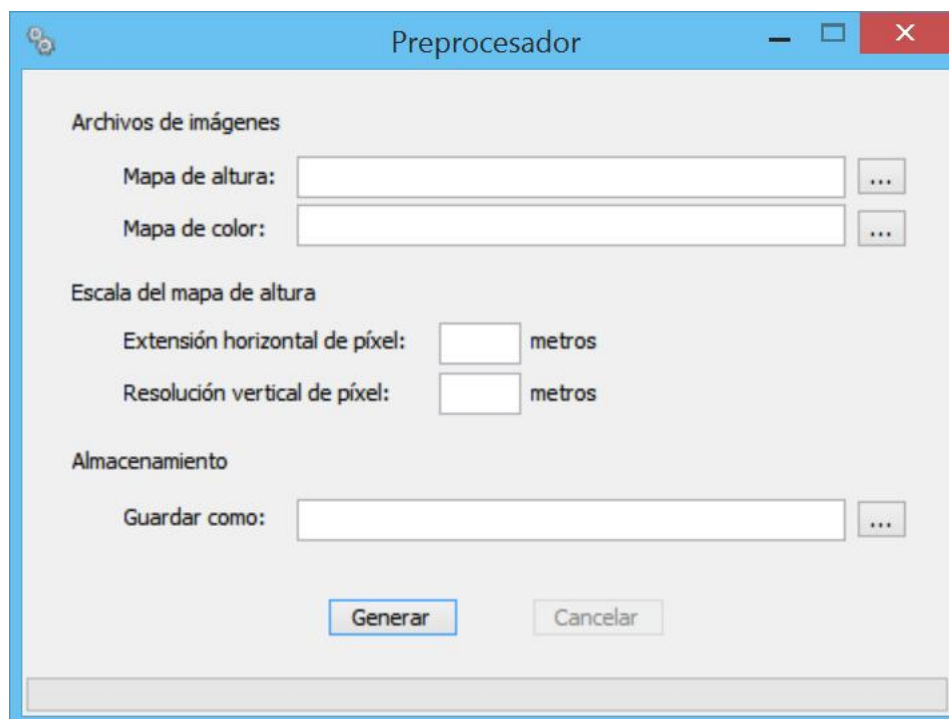 Preprocesador
Archivos de imágenes
Mapa de altura: ...
Mapa de color: ...
Escala del mapa de altura
Extensión horizontal de píxel: metros
Resolución vertical de píxel: metros
Almacenamiento
Guardar como: ...
Generar Cancelar